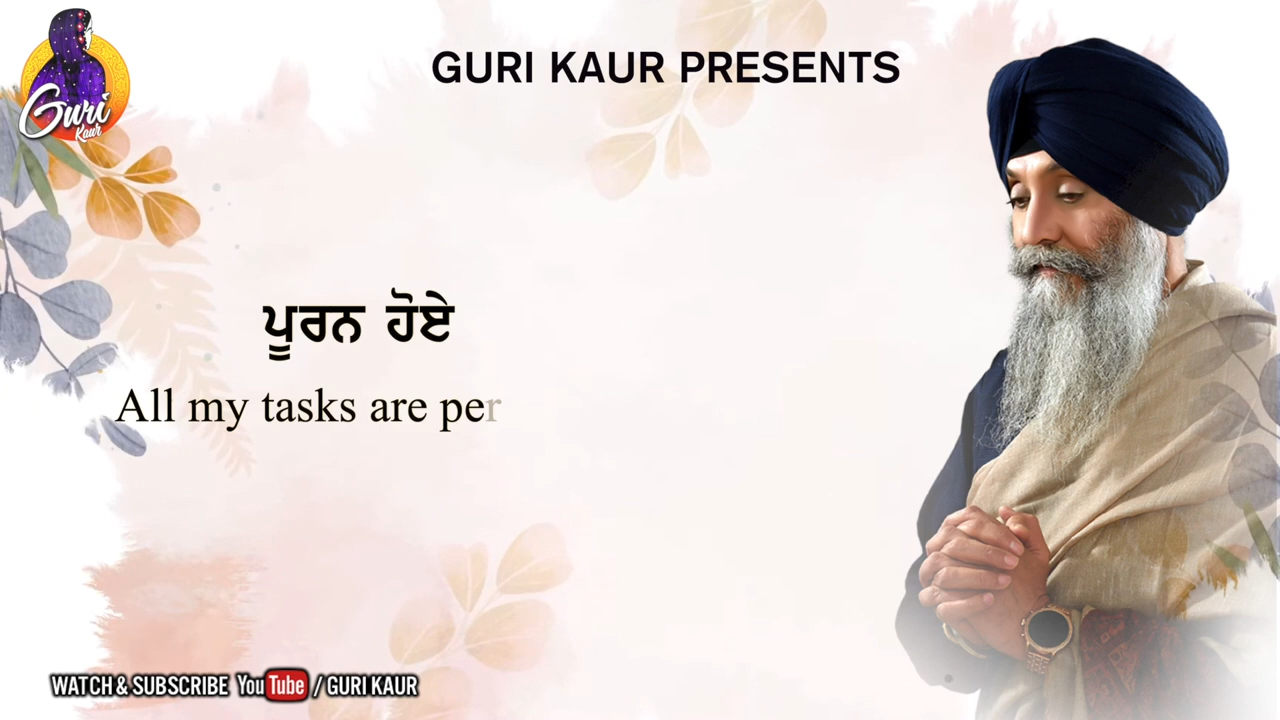 Guri
Kaur
GURI KAUR PRESENTS
ਪੂਰਨ ਹੋਏ
All my tasks are per
WATCH & SUBSCRIBE YouTube / GURI KAUR